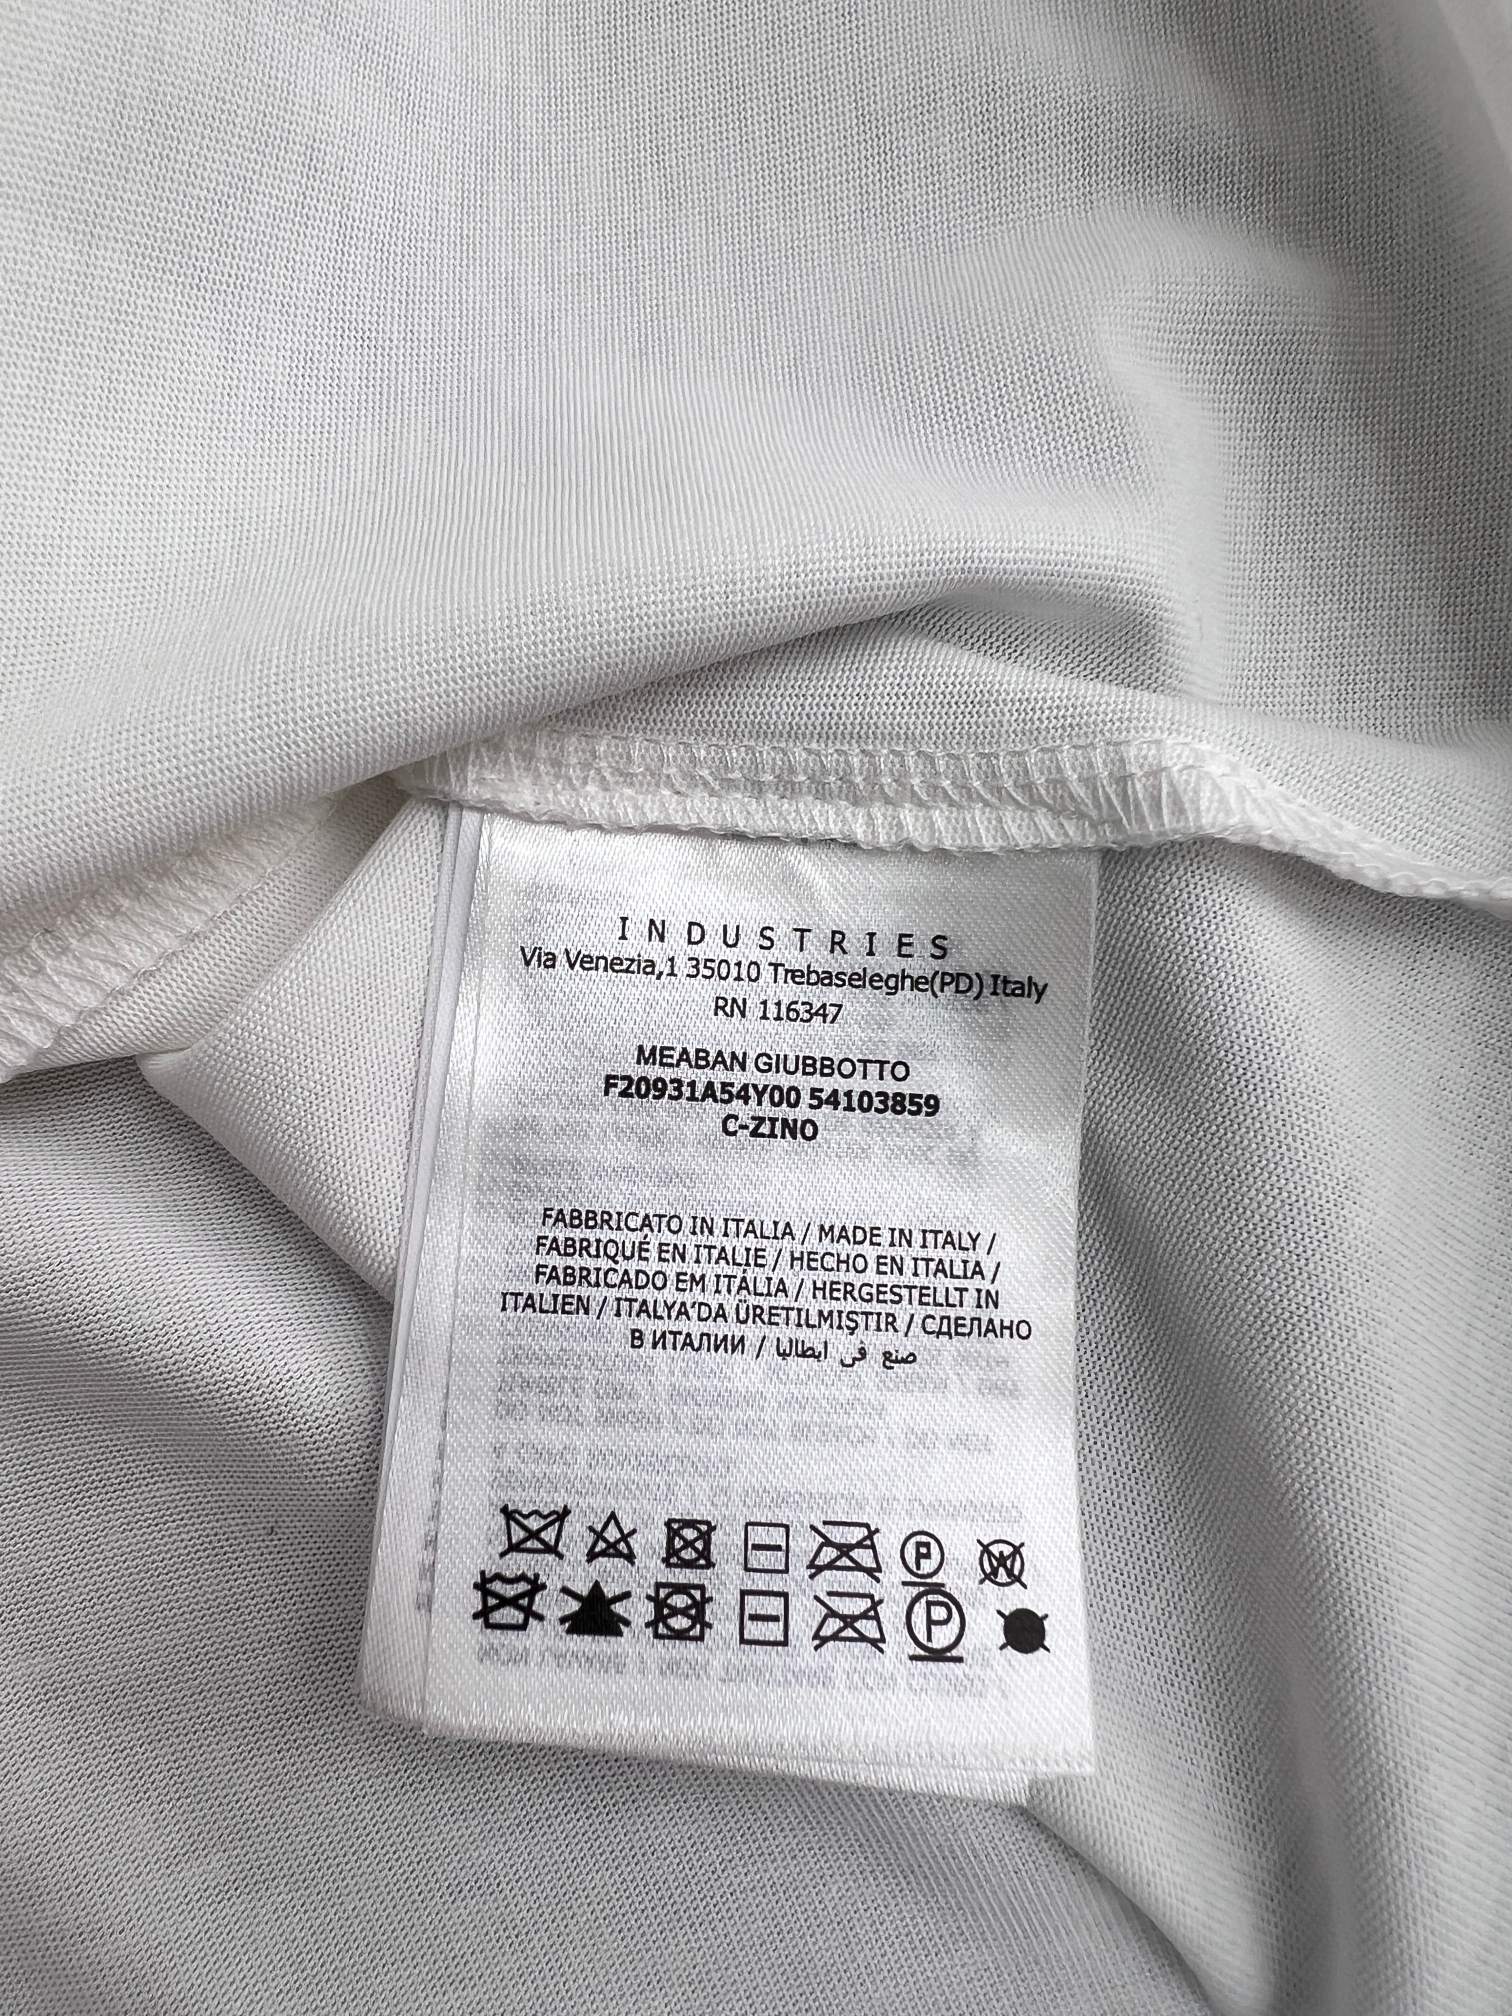 INDUSTRIES
Via Venezia,1 35010 Trebaseleghe(PD) Italy
RN 116347
MEABAN GIUBBOTTO
F20931A54Y00 54103859
C-ZINO
FABBRICATO IN ITALIA / MADE IN ITALY /
FABRIQUÉ EN ITALIE / HECHO EN ITALIA /
FABRICADO EM ITÁLIA / HERGESTELLT IN
ITALIEN / ITALYA'DA ÜRETILMIŞTIR / СДЕЛАНО
В ИТАЛИИ / صنع في ايطاليا
P W
P